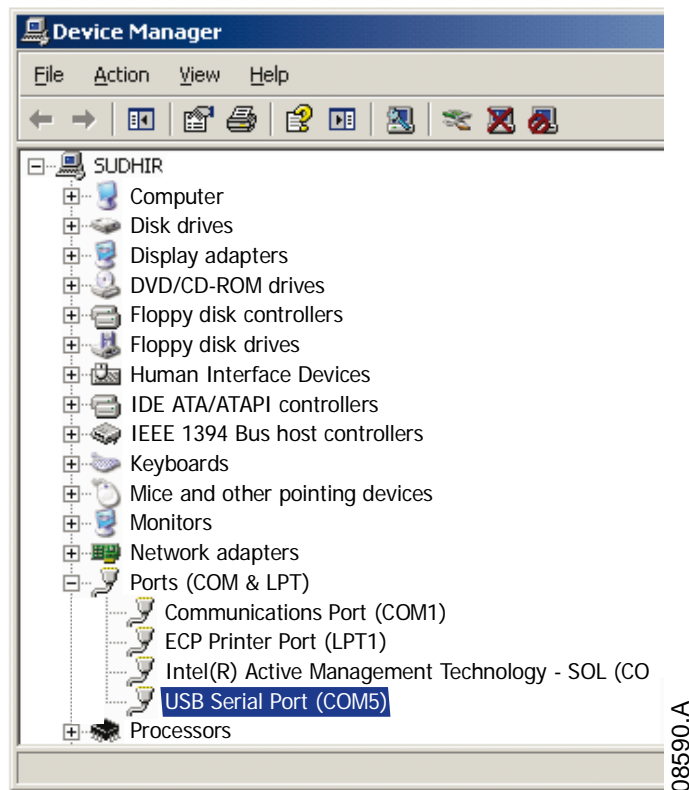 Device Manager
File Action View Help
SUDHIR
Computer
Disk drives
Display adapters
DVD/CD-ROM drives
Floppy disk controllers
Floppy disk drives
Human Interface Devices
IDE ATA/ATAPI controllers
IEEE 1394 Bus host controllers
Keyboards
Mice and other pointing devices
Monitors
Network adapters
Ports (COM & LPT)
Communications Port (COM1)
ECP Printer Port (LPT1)
Intel(R) Active Management Technology - SOL (CO
USB Serial Port (COM5)
Processors
08590.A